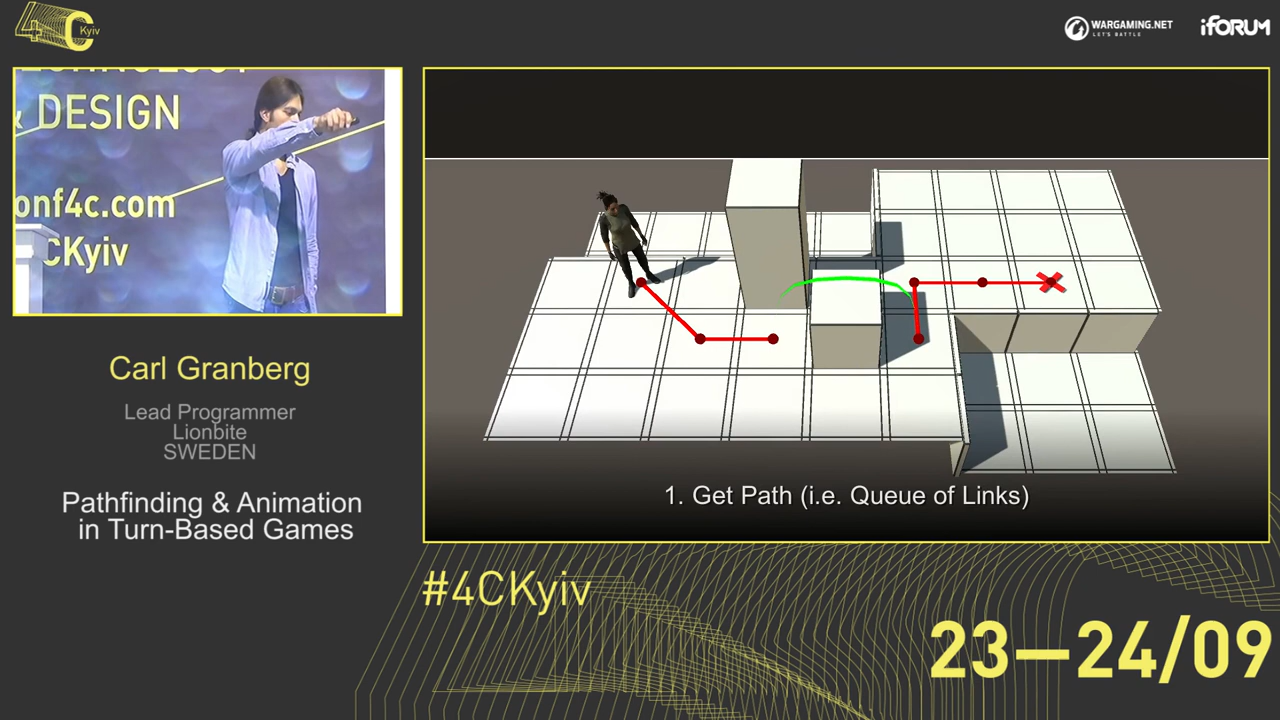 4C
Kyiv
WARGAMING.NET
LET'S BATTLE
iFORUM
TECHNOLOGY
& DESIGN
onf4c.com
CKyiv
Carl Granberg
Lead Programmer
Lionbite
SWEDEN
Pathfinding & Animation
in Turn-Based Games
1. Get Path (i.e. Queue of Links)
#4CKyiv
23—24/09